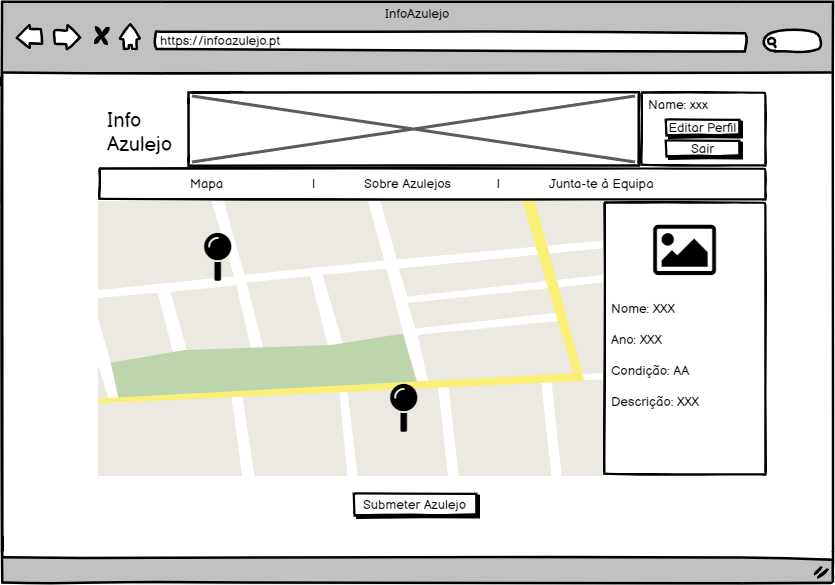 InfoAzulejo
https://infoazulejo.pt
Info
Azulejo
Name: xxx
Editar Perfil
Sair
Mapa | Sobre Azulejos | Junta-te à Equipa
Nome: XXX
Ano: XXX
Condição: AA
Descrição: XXX
Submeter Azulejo